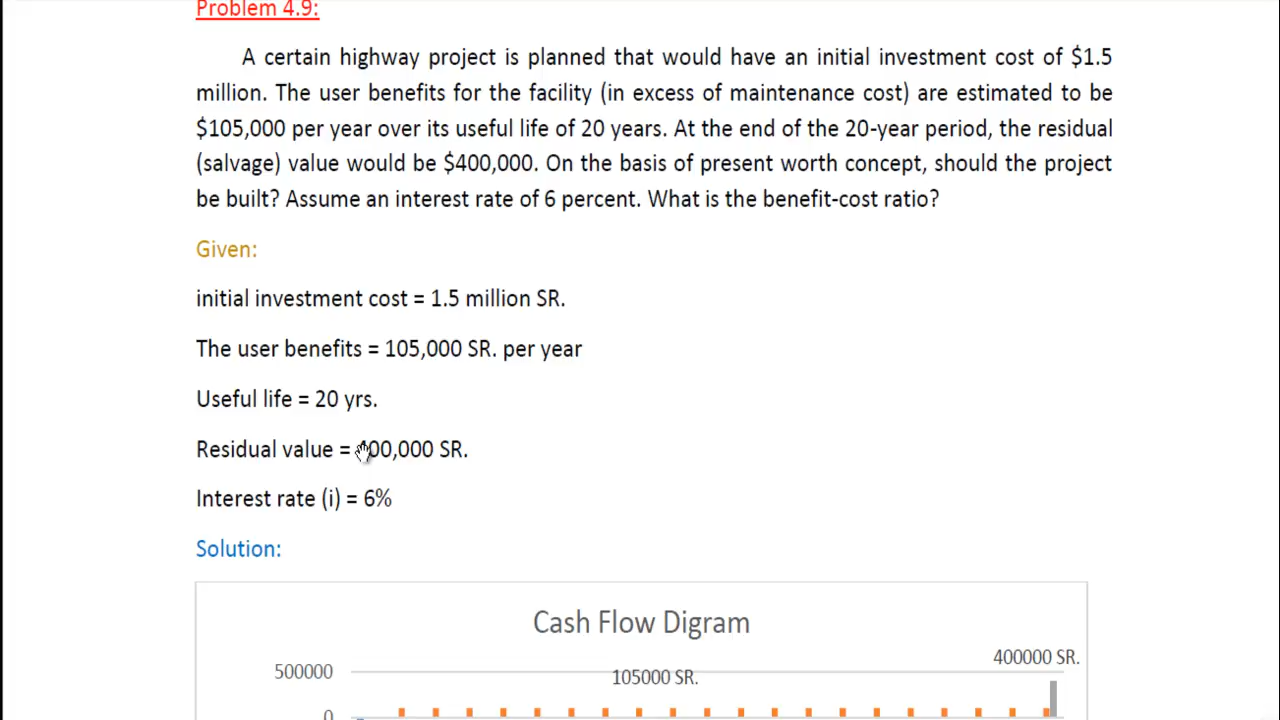 Problem 4.9:
A certain highway project is planned that would have an initial investment cost of $1.5
million. The user benefits for the facility (in excess of maintenance cost) are estimated to be
$105,000 per year over its useful life of 20 years. At the end of the 20-year period, the residual
(salvage) value would be $400,000. On the basis of present worth concept, should the project
be built? Assume an interest rate of 6 percent. What is the benefit-cost ratio?
Given:
initial investment cost = 1.5 million SR.
The user benefits = 105,000 SR. per year
Useful life = 20 yrs.
Residual value = 400,000 SR.
Interest rate (i) = 6%
Solution:
Cash Flow Digram
400000 SR.
500000
105000 SR.
0